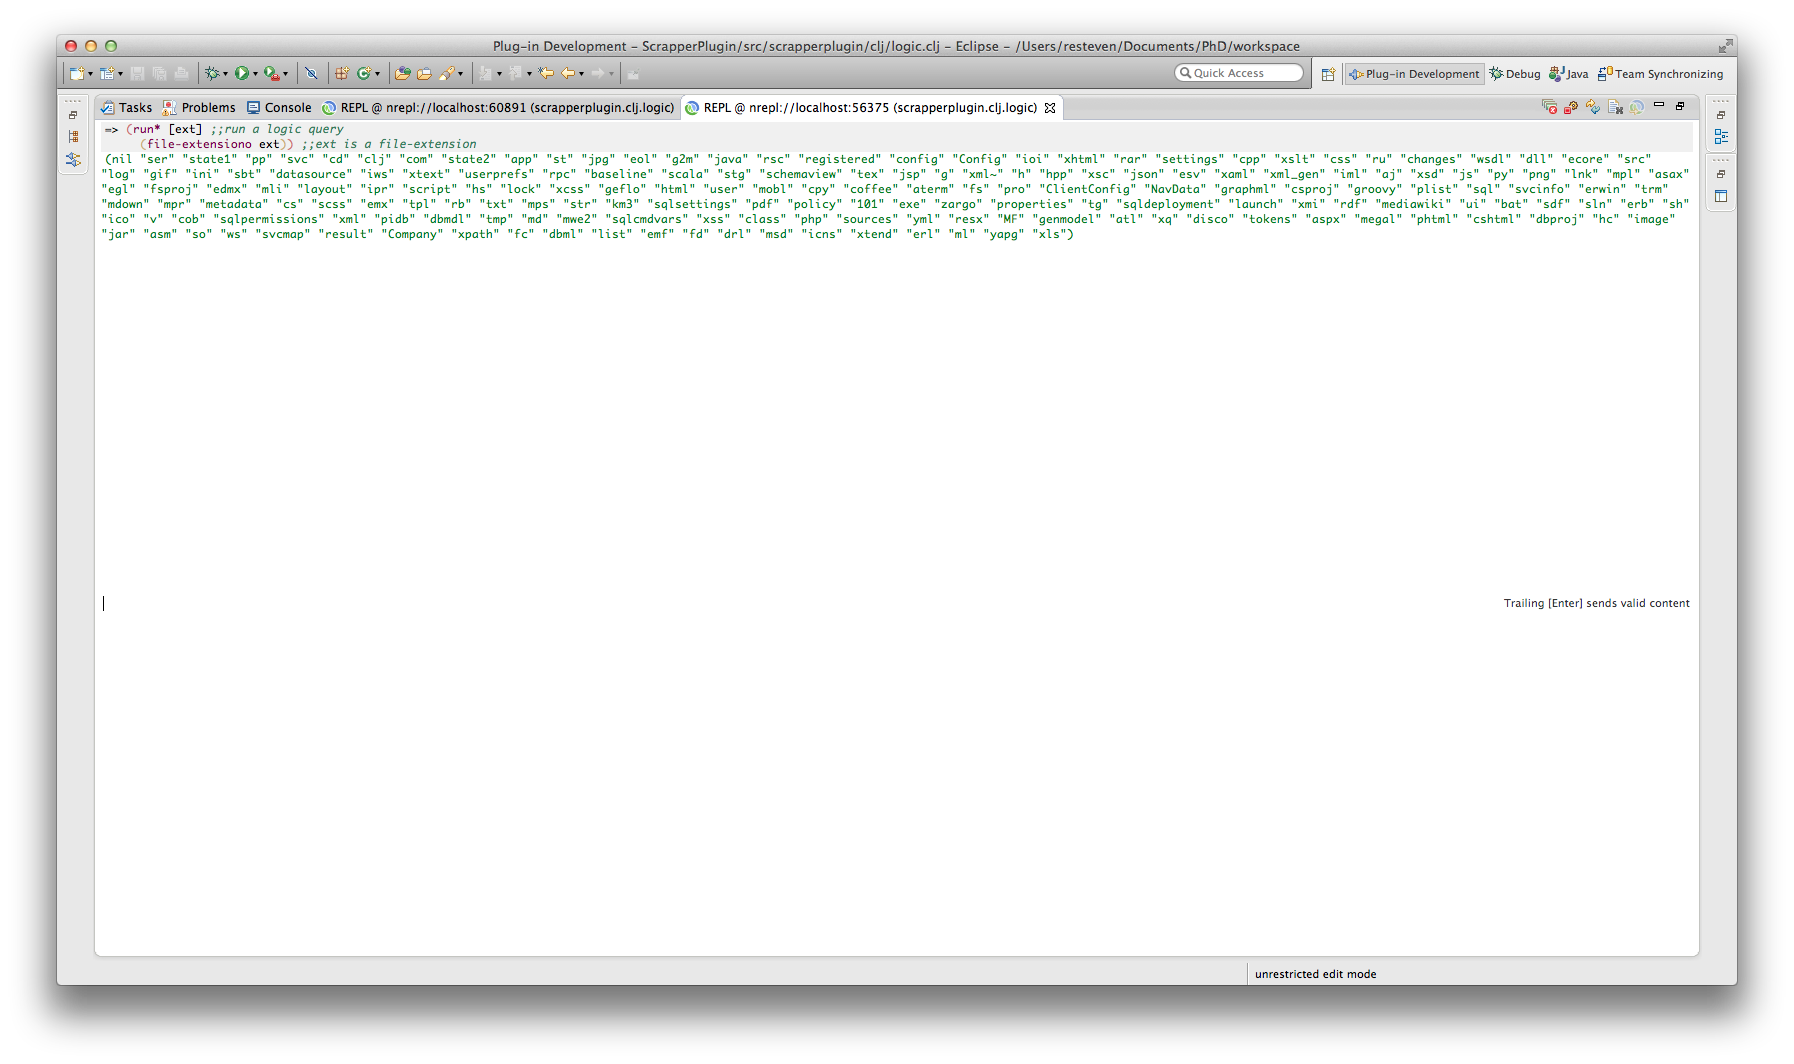 Plug-in Development - ScrapperPlugin/src/scrapperplugin/clj/logic.clj - Eclipse - /Users/resteven/Documents/PhD/workspace
Quick Access
Plug-in Development
Debug
Java
Team Synchronizing
Tasks
Problems
Console
REPL @ nrepl://localhost:60891 (scrapperplugin.clj.logic)
REPL @ nrepl://localhost:56375 (scrapperplugin.clj.logic)
=> (run* [ext] ;;run a logic query
(file-extensiono ext)) ;;ext is a file-extension
(nil "ser" "state1" "pp" "svc" "cd" "clj" "com" "state2" "app" "st" "jpg" "eol" "g2m" "java" "rsc" "registered" "config" "Config" "ioi" "xhtml" "rar" "settings" "cpp" "xslt" "css" "ru" "changes" "wsdl" "dll" "ecore" "src"
"log" "gif" "ini" "sbt" "datasource" "iws" "xtext" "userprefs" "rpc" "baseline" "scala" "stg" "schemaview" "tex" "jsp" "g" "xml~" "h" "hpp" "xsc" "json" "esv" "xaml" "xml_gen" "iml" "aj" "xsd" "js" "py" "png" "lnk" "mpl" "asax"
"egl" "fsproj" "edmx" "mli" "layout" "ipr" "script" "hs" "lock" "xcss" "geflo" "html" "user" "mobl" "cpy" "coffee" "aterm" "fs" "pro" "ClientConfig" "NavData" "graphml" "csproj" "groovy" "plist" "sql" "svcinfo" "erwin" "trm"
"mdown" "mpr" "metadata" "cs" "scss" "emx" "tpl" "rb" "txt" "mps" "str" "km3" "sqlsettings" "pdf" "policy" "101" "exe" "zargo" "properties" "tg" "sqldeployment" "launch" "xmi" "rdf" "mediawiki" "ui" "bat" "sdf" "sln" "erb" "sh"
"ico" "v" "cob" "sqlpermissions" "xml" "pidb" "dbmdl" "tmp" "md" "mwe2" "sqlcmdvars" "xss" "class" "php" "sources" "yml" "resx" "MF" "genmodel" "atl" "xq" "disco" "tokens" "aspx" "megal" "phtml" "cshtml" "dbproj" "hc" "image"
"jar" "asm" "so" "ws" "svcmap" "result" "Company" "xpath" "fc" "dbml" "list" "emf" "fd" "drl" "msd" "icns" "xtend" "erl" "ml" "yapg" "xls")
Trailing [Enter] sends valid content
unrestricted edit mode